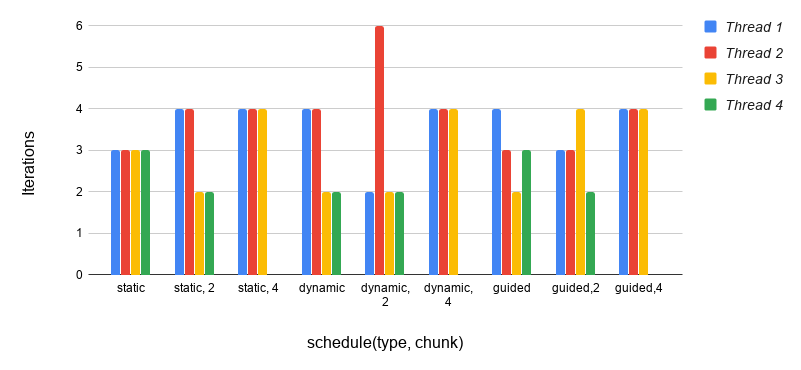 6
5
4
3
2
1
0
Iterations
static
static, 2
static, 4
dynamic
dynamic,
2
dynamic,
4
guided
guided,2
guided,4
schedule(type, chunk)
Thread 1
Thread 2
Thread 3
Thread 4